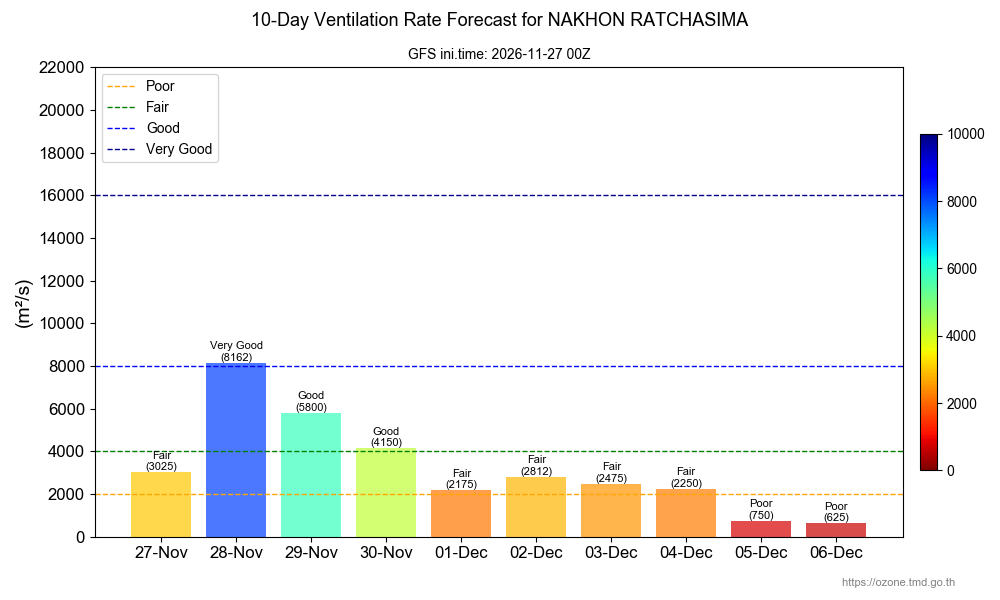 10-Day Ventilation Rate Forecast for NAKHON RATCHASIMA
GFS ini.time: 2026-11-27 00Z
(m²/s)
22000
20000
18000
16000
14000
12000
10000
8000
6000
4000
2000
0
Poor
Fair
Good
Very Good
Fair
(3025)
Very Good
(8162)
Good
(5800)
Good
(4150)
Fair
(2175)
Fair
(2812)
Fair
(2475)
Fair
(2250)
Poor
(750)
Poor
(625)
27-Nov
28-Nov
29-Nov
30-Nov
01-Dec
02-Dec
03-Dec
04-Dec
05-Dec
06-Dec
10000
8000
6000
4000
2000
0
https://ozone.tmd.go.th